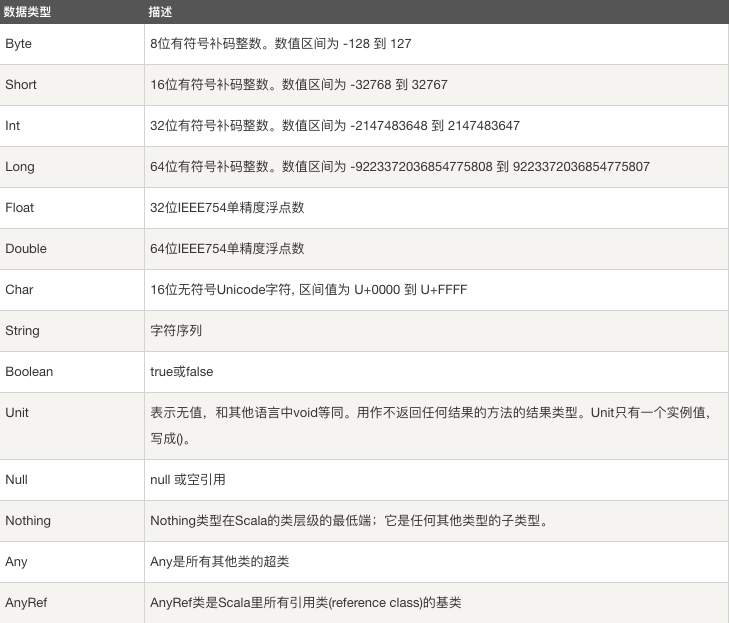 数据类型 描述
Byte 8位有符号补码整数。数值区间为 -128 到 127
Short 16位有符号补码整数。数值区间为 -32768 到 32767
Int 32位有符号补码整数。数值区间为 -2147483648 到 2147483647
Long 64位有符号补码整数。数值区间为 -9223372036854775808 到 9223372036854775807
Float 32位IEEE754单精度浮点数
Double 64位IEEE754单精度浮点数
Char 16位无符号Unicode字符, 区间值为 U+0000 到 U+FFFF
String 字符序列
Boolean true或false
Unit 表示无值，和其他语言中void等同。用作不返回任何结果的方法的结果类型。Unit只有一个实例值，
写成()。
Null null 或空引用
Nothing Nothing类型在Scala的类层级的最低端；它是任何其他类型的子类型。
Any Any是所有其他类的超类
AnyRef AnyRef类是Scala里所有引用类(reference class)的基类